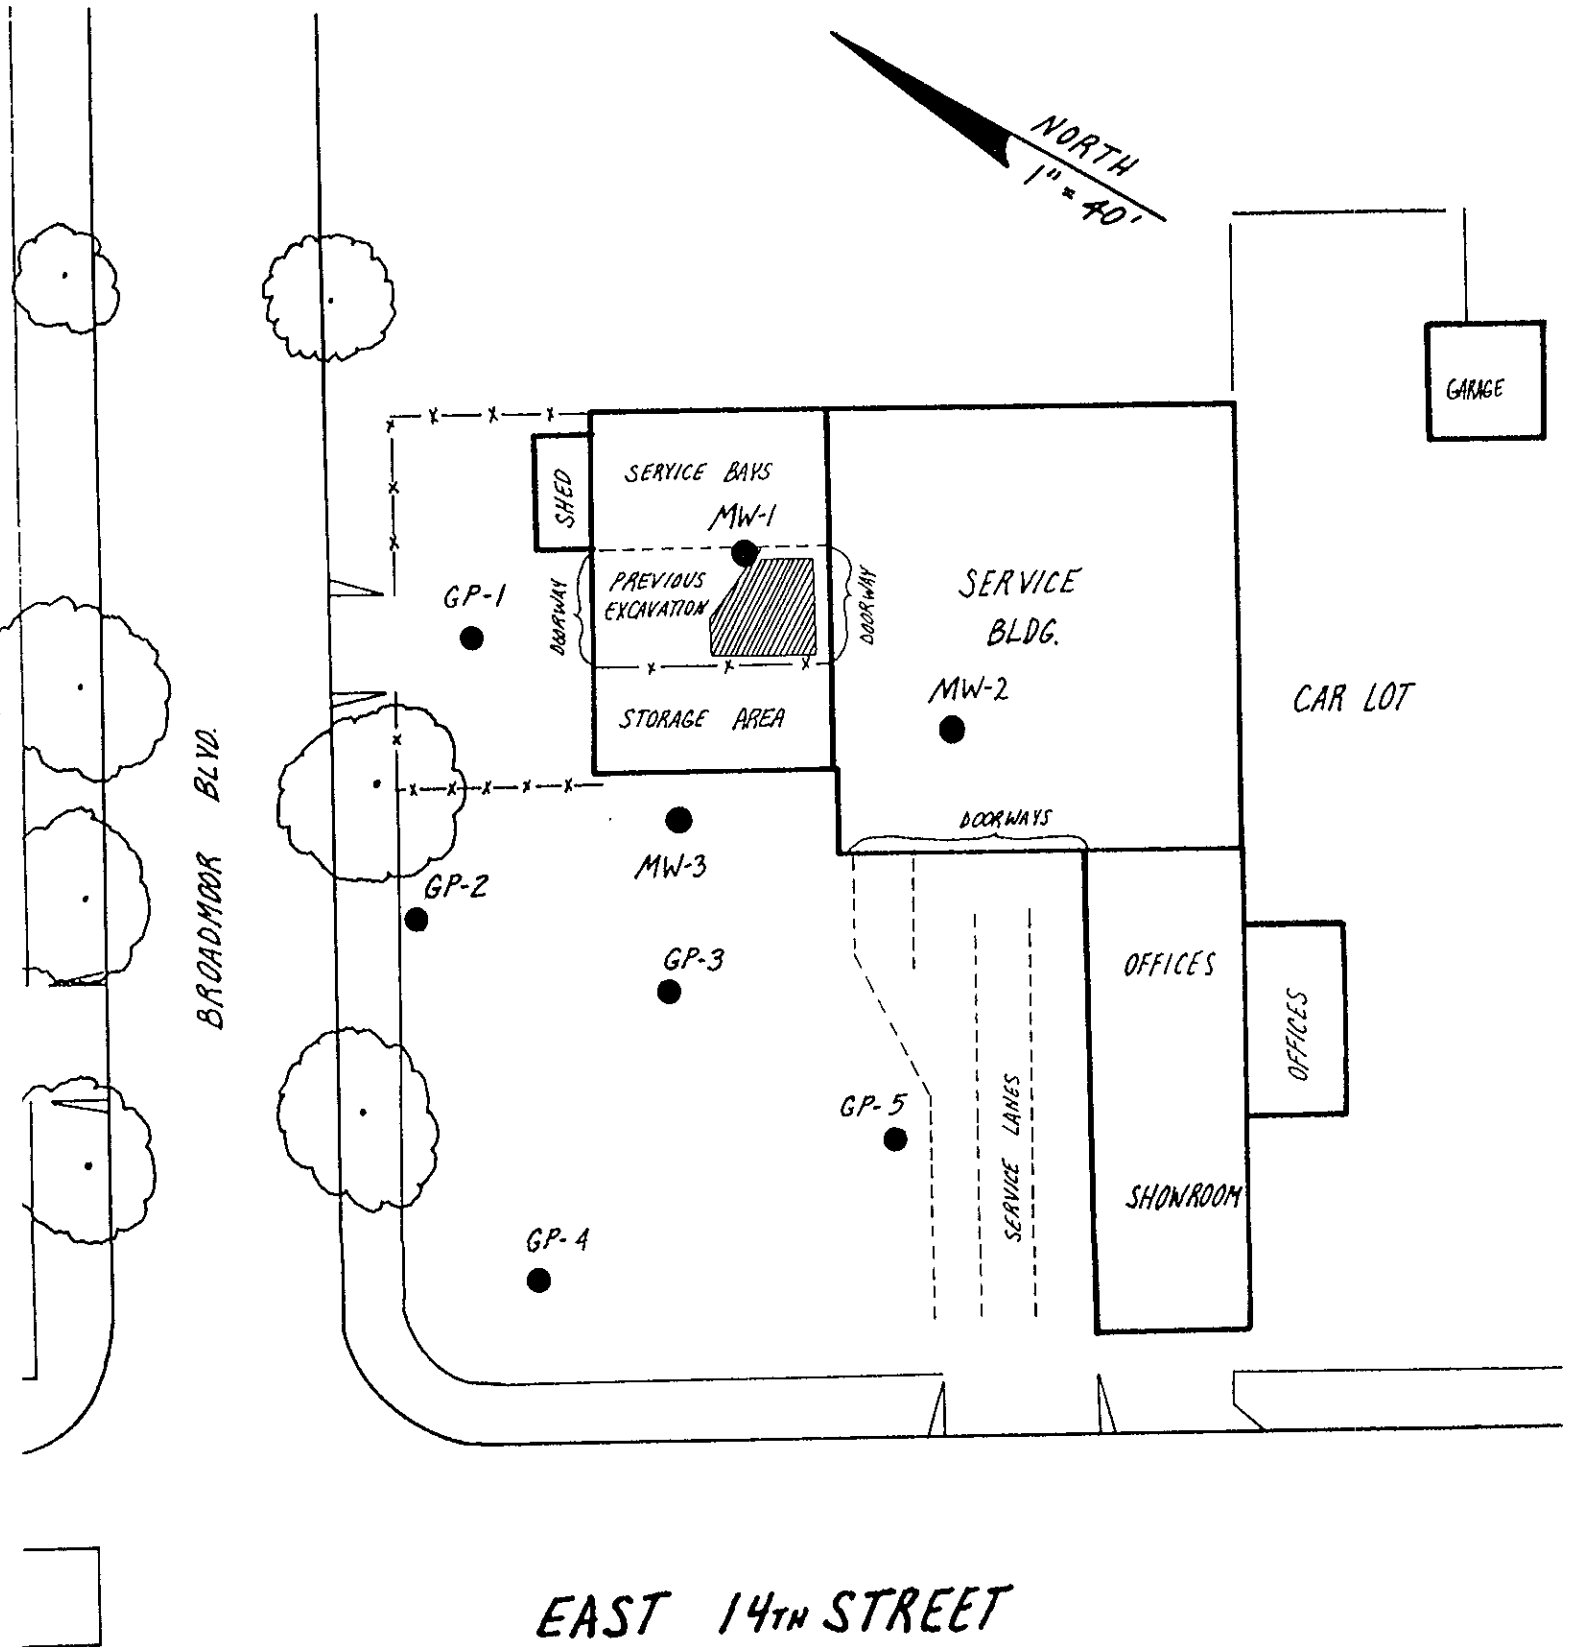 NORTH
1" = 40'
GARAGE
SERVICE BAYS
SHED
MW-1
DOORWAY
PREVIOUS
EXCAVATION
DOORWAY
GP-1
SERVICE
BLDG.
MW-2
CAR LOT
STORAGE AREA
BROADMOOR BLVD.
DOORWAYS
MW-3
GP-2
GP-3
OFFICES
OFFICES
GP-5
SERVICE LANES
SHOWROOM
GP-4
EAST 14TH STREET